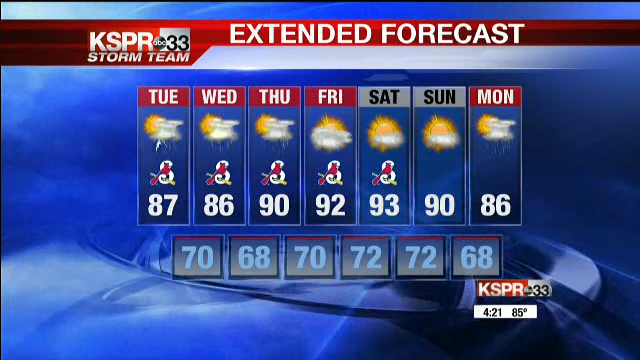 KSPR abc 33
STORM TEAM
EXTENDED FORECAST
TUE WED THU FRI SAT SUN MON
87 86 90 92 93 90 86
70 68 70 72 72 68
KSPR abc 33
4:21 85°